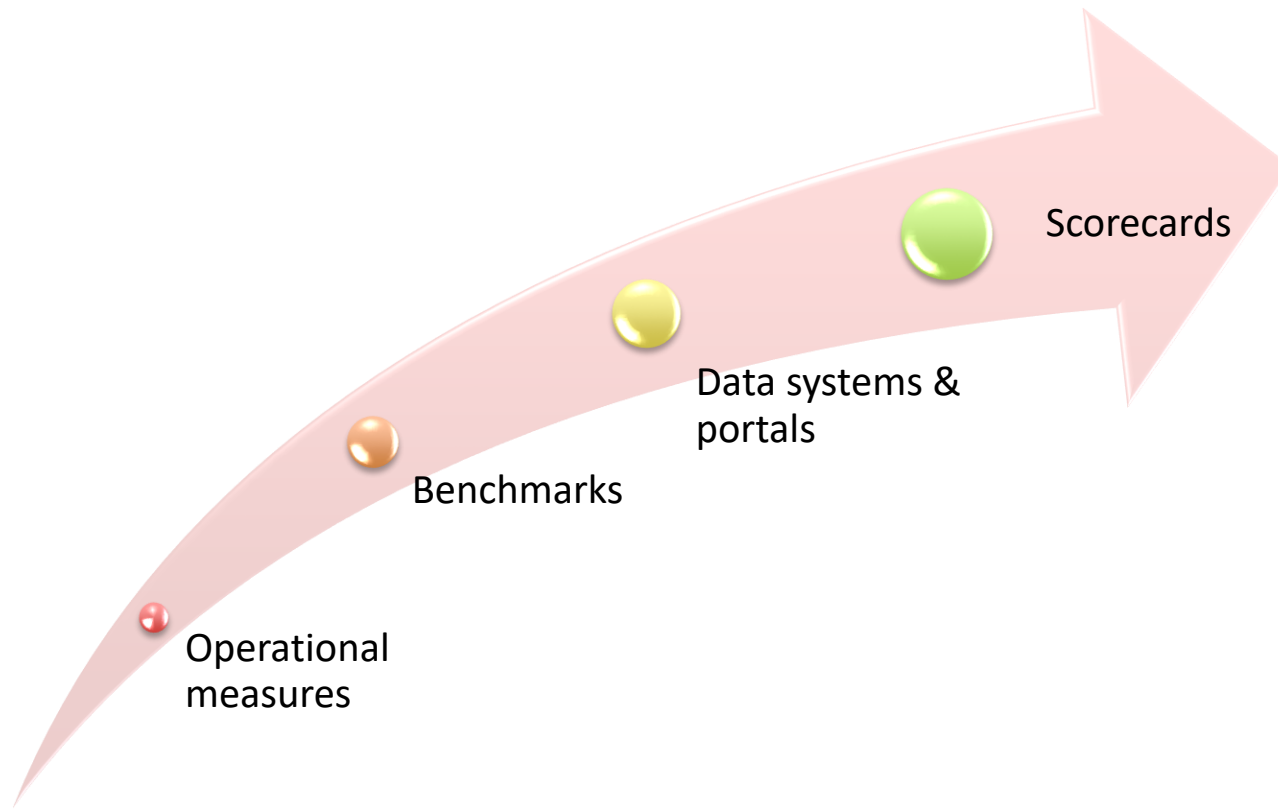 Scorecards
Data systems &
portals
Benchmarks
Operational
measures